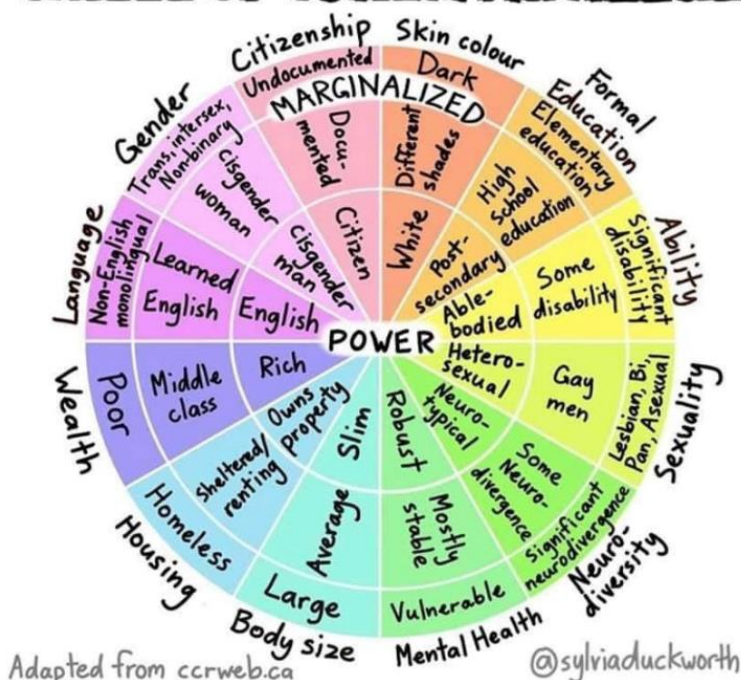 Citizenship
Undocumented
Docu-
mented
Citizen
Skin colour
Dark
Different
shades
White
Formal
Education
Elementary
education
High
School
education
Post-
secondary
Ability
Significant
disability
Some
disability
Able-
bodied
Sexuality
Lesbian, Bi,
Pan, Asexual
Gay
men
Hetero-
sexual
Neuro-
diversity
Significant
neurodivergence
Some
Neuro-
divergence
Neuro-
typical
Mental Health
Vulnerable
Mostly
stable
Robust
Body size
Large
Average
Slim
Housing
Homeless
Sheltered/
renting
Owns
property
Wealth
Poor
Middle
class
Rich
Language
Non-English
monolingual
Learned
English
English
Gender
Trans, intersex,
Non-binary
cisgender
woman
cisgender
man
MARGINALIZED
POWER
Adapted from ccrweb.ca
@sylviaduckworth